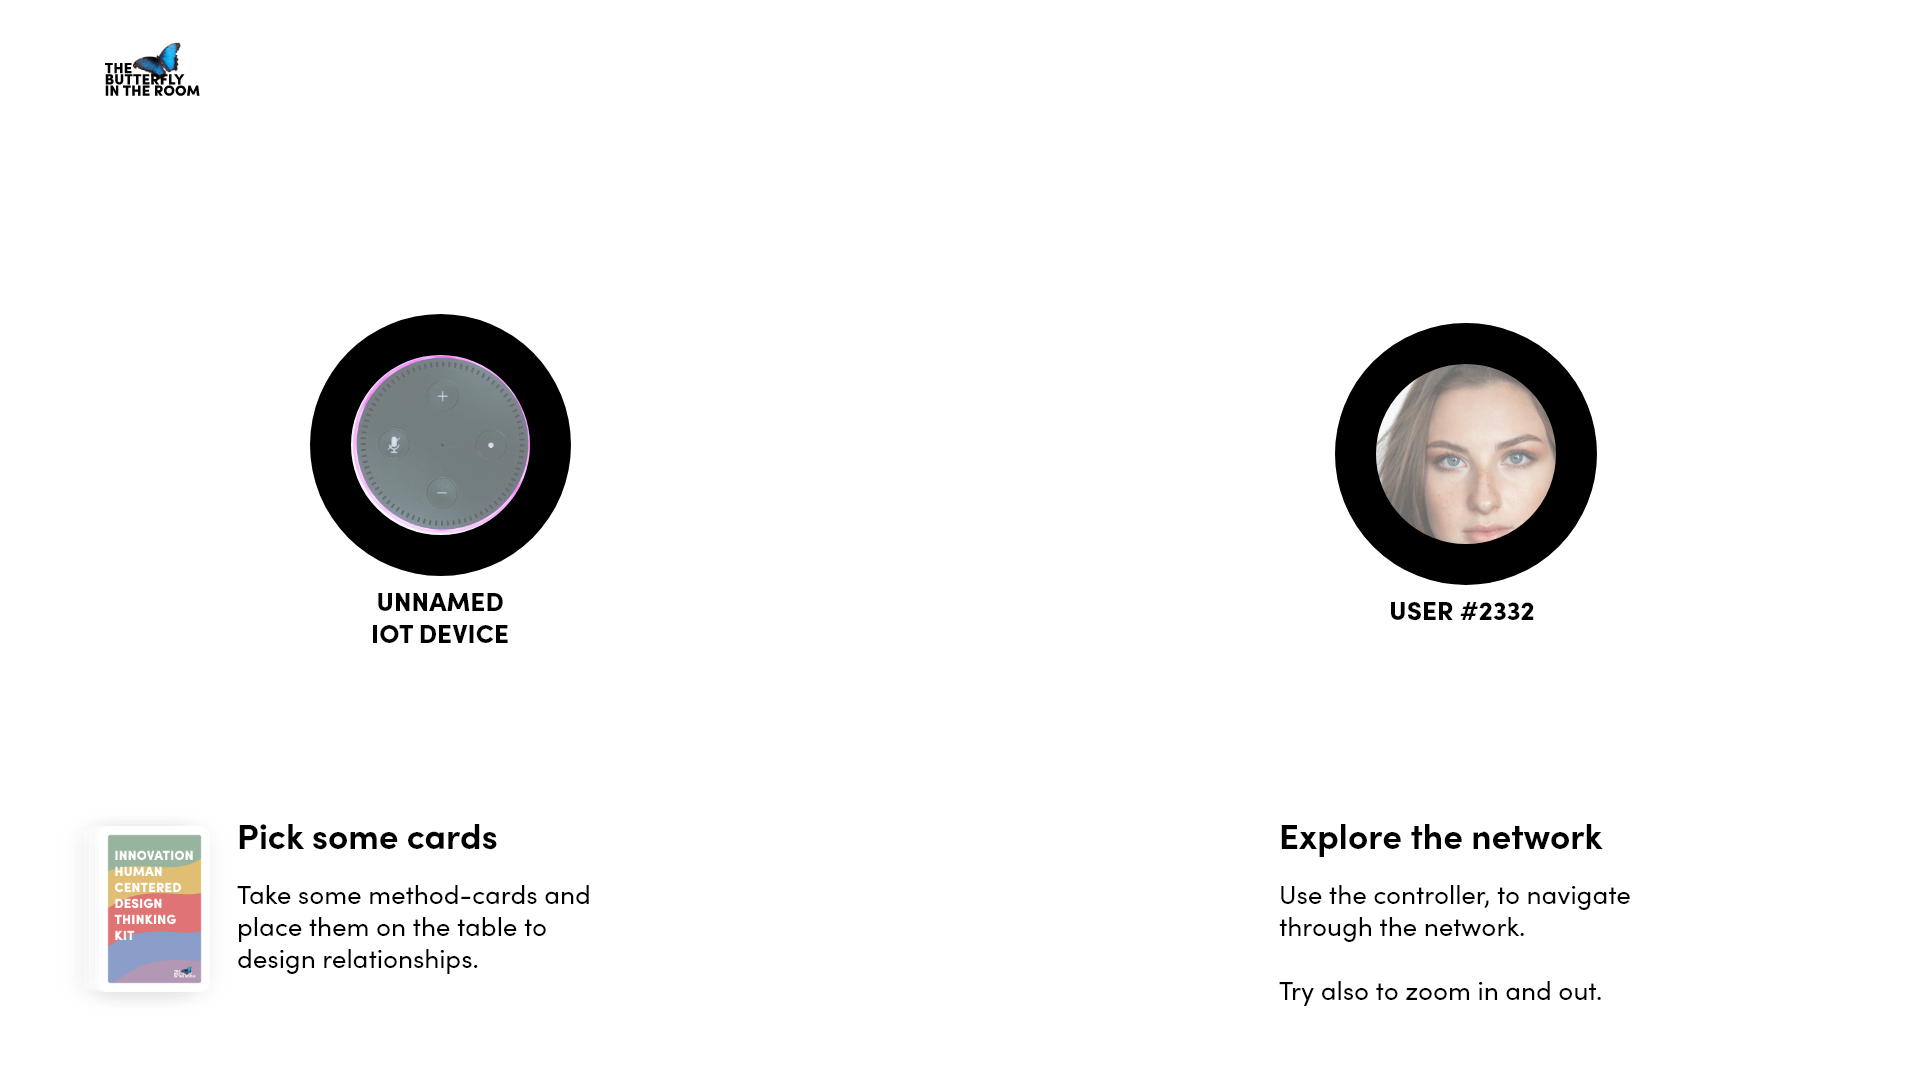 THE
BUTTERFLY
IN THE ROOM
UNNAMED
IOT DEVICE
USER #2332
INNOVATION
HUMAN
CENTERED
DESIGN
THINKING
KIT
Pick some cards
Take some method-cards and
place them on the table to
design relationships.
Explore the network
Use the controller, to navigate
through the network.
Try also to zoom in and out.